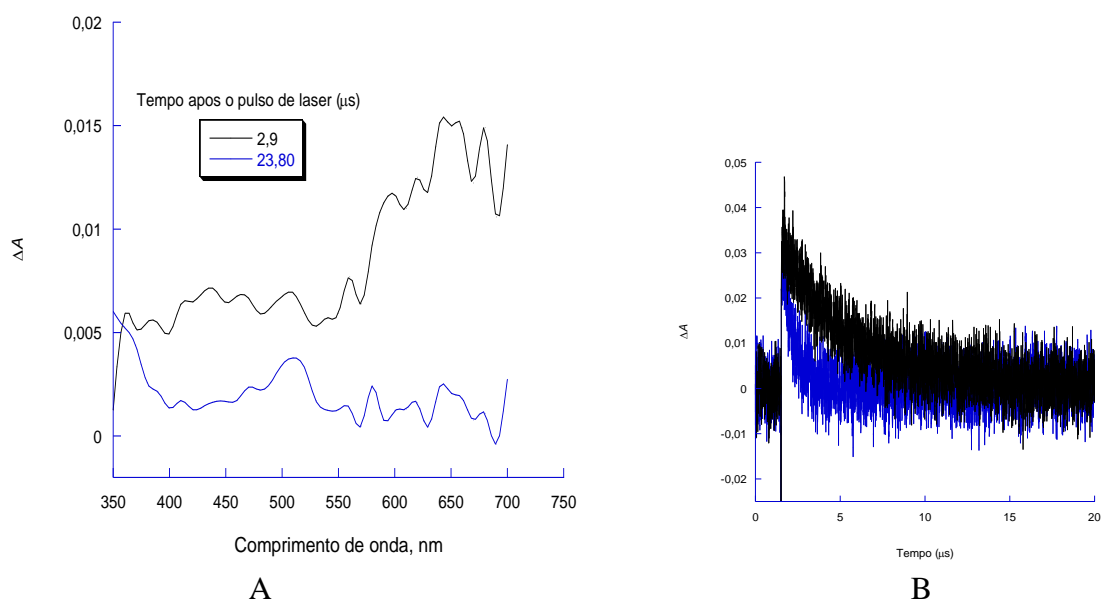 0,02
0,015
0,01
0,005
0
ΔA
Tempo apos o pulso de laser (μs)
2,9
23,80
350 400 450 500 550 600 650 700 750
Comprimento de onda, nm
A
0,05
0,04
0,03
0,02
0,01
0
-0,01
-0,02
ΔA
0 5 10 15 20
Tempo (μs)
B